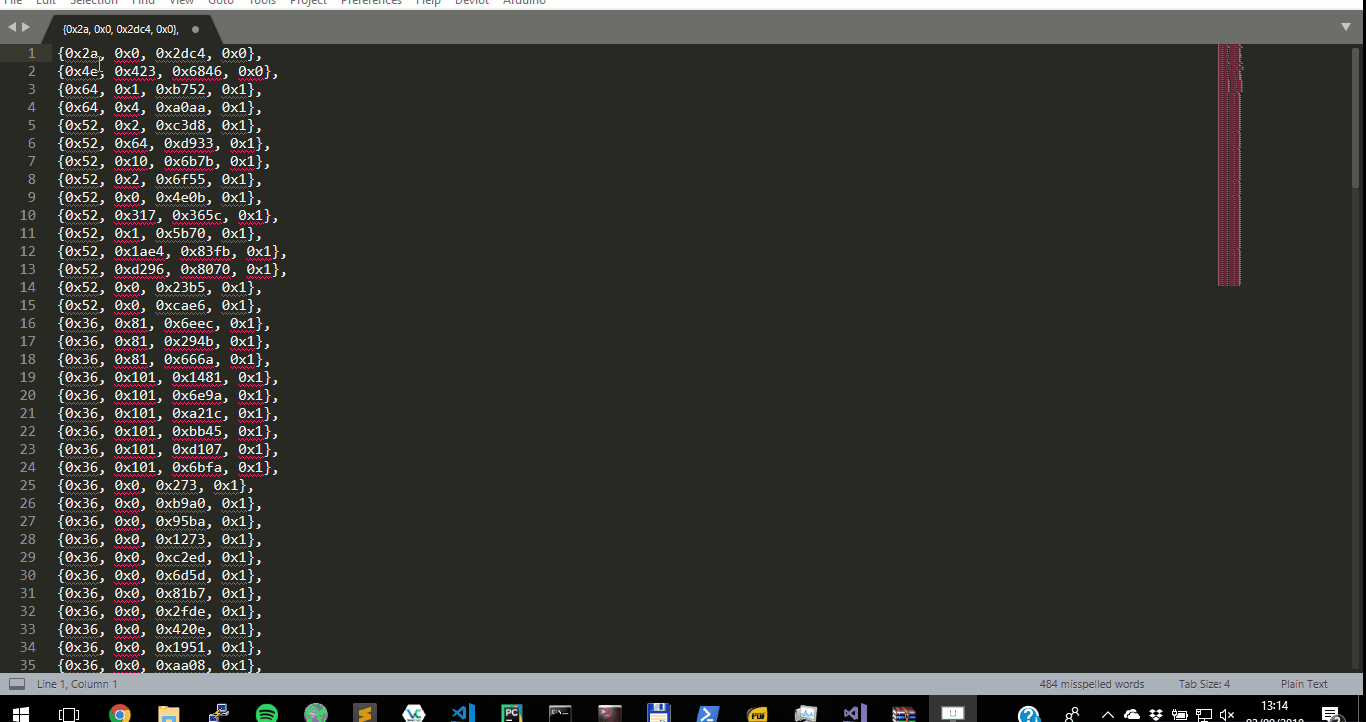 File Edit Selection Find View Goto Tools Project Preferences Help Deviot Arduino
{0x2a, 0x0, 0x2dc4, 0x0},
1 {0x2a, 0x0, 0x2dc4, 0x0},
2 {0x4e, 0x423, 0x6846, 0x0},
3 {0x64, 0x1, 0xb752, 0x1},
4 {0x64, 0x4, 0xa0aa, 0x1},
5 {0x52, 0x2, 0xc3d8, 0x1},
6 {0x52, 0x64, 0xd933, 0x1},
7 {0x52, 0x10, 0x6b7b, 0x1},
8 {0x52, 0x2, 0x6f55, 0x1},
9 {0x52, 0x0, 0x4e0b, 0x1},
10 {0x52, 0x317, 0x365c, 0x1},
11 {0x52, 0x1, 0x5b70, 0x1},
12 {0x52, 0x1ae4, 0x83fb, 0x1},
13 {0x52, 0xd296, 0x8070, 0x1},
14 {0x52, 0x0, 0x23b5, 0x1},
15 {0x52, 0x0, 0xcae6, 0x1},
16 {0x36, 0x81, 0x6eec, 0x1},
17 {0x36, 0x81, 0x294b, 0x1},
18 {0x36, 0x81, 0x666a, 0x1},
19 {0x36, 0x101, 0x1481, 0x1},
20 {0x36, 0x101, 0x6e9a, 0x1},
21 {0x36, 0x101, 0xa21c, 0x1},
22 {0x36, 0x101, 0xbb45, 0x1},
23 {0x36, 0x101, 0xd107, 0x1},
24 {0x36, 0x101, 0x6bfa, 0x1},
25 {0x36, 0x0, 0x273, 0x1},
26 {0x36, 0x0, 0xb9a0, 0x1},
27 {0x36, 0x0, 0x95ba, 0x1},
28 {0x36, 0x0, 0x1273, 0x1},
29 {0x36, 0x0, 0xc2ed, 0x1},
30 {0x36, 0x0, 0x6d5d, 0x1},
31 {0x36, 0x0, 0x81b7, 0x1},
32 {0x36, 0x0, 0x2fde, 0x1},
33 {0x36, 0x0, 0x420e, 0x1},
34 {0x36, 0x0, 0x1951, 0x1},
35 {0x36, 0x0, 0xaa08, 0x1},
Line 1, Column 1 484 misspelled words Tab Size: 4 Plain Text
13:14